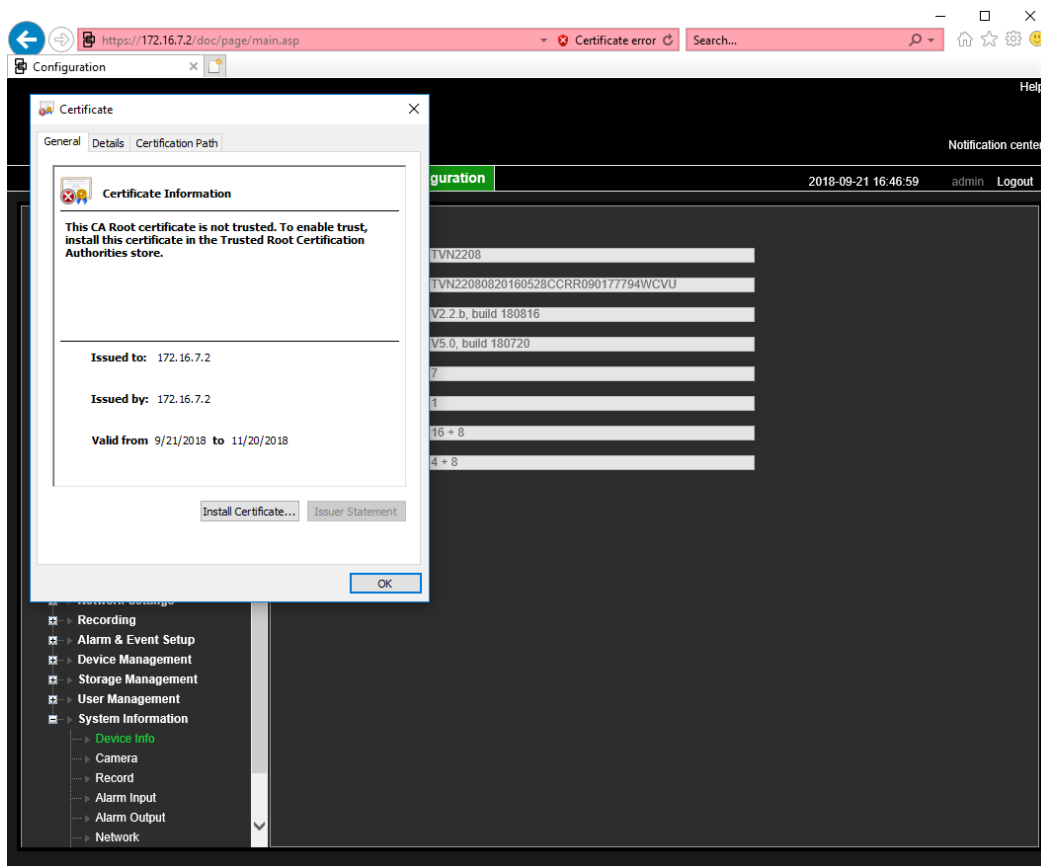 https://172.16.7.2/doc/page/main.asp
Certificate error
Search...
Configuration
Help
Certificate
General
Details
Certification Path
Notification center
guration
2018-09-21 16:46:59
admin
Logout
Certificate Information
This CA Root certificate is not trusted. To enable trust,
install this certificate in the Trusted Root Certification
Authorities store.
TVN2208
TVN22080820160528CCRR090177794WCVU
V2.2.b, build 180816
V5.0, build 180720
Issued to: 172.16.7.2
7
Issued by: 172.16.7.2
1
16 + 8
Valid from 9/21/2018 to 11/20/2018
4 + 8
Install Certificate...
Issuer Statement
OK
Network Settings
Recording
Alarm & Event Setup
Device Management
Storage Management
User Management
System Information
Device Info
Camera
Record
Alarm Input
Alarm Output
Network